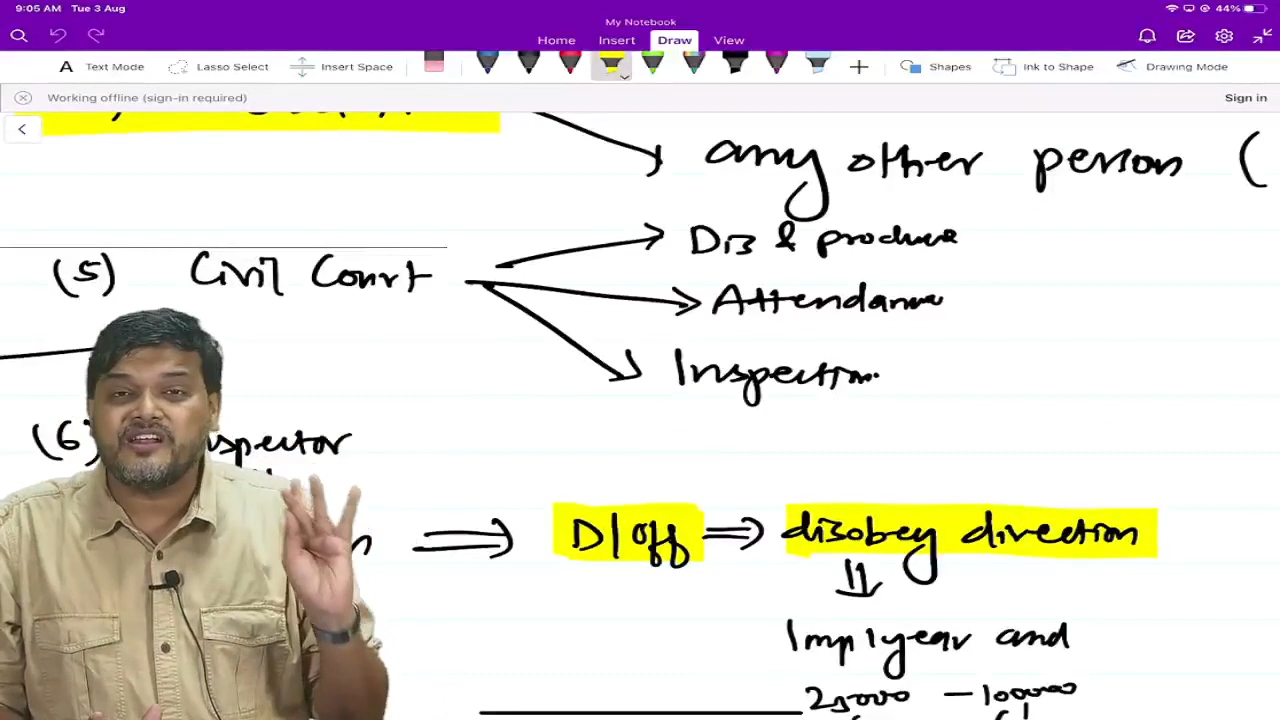 9:05 AM Tue 3 Aug
44%
My Notebook
Home Insert Draw View
Text Mode Lasso Select Insert Space Shapes Ink to Shape Drawing Mode
Working offline (sign-in required) Sign in
any other person (
Dis & produce
(5) Civil Court
Attendance
Inspection
(6) nspector
D/off ⇒ disobey direction
Imp 1 year and
25000 – 100000